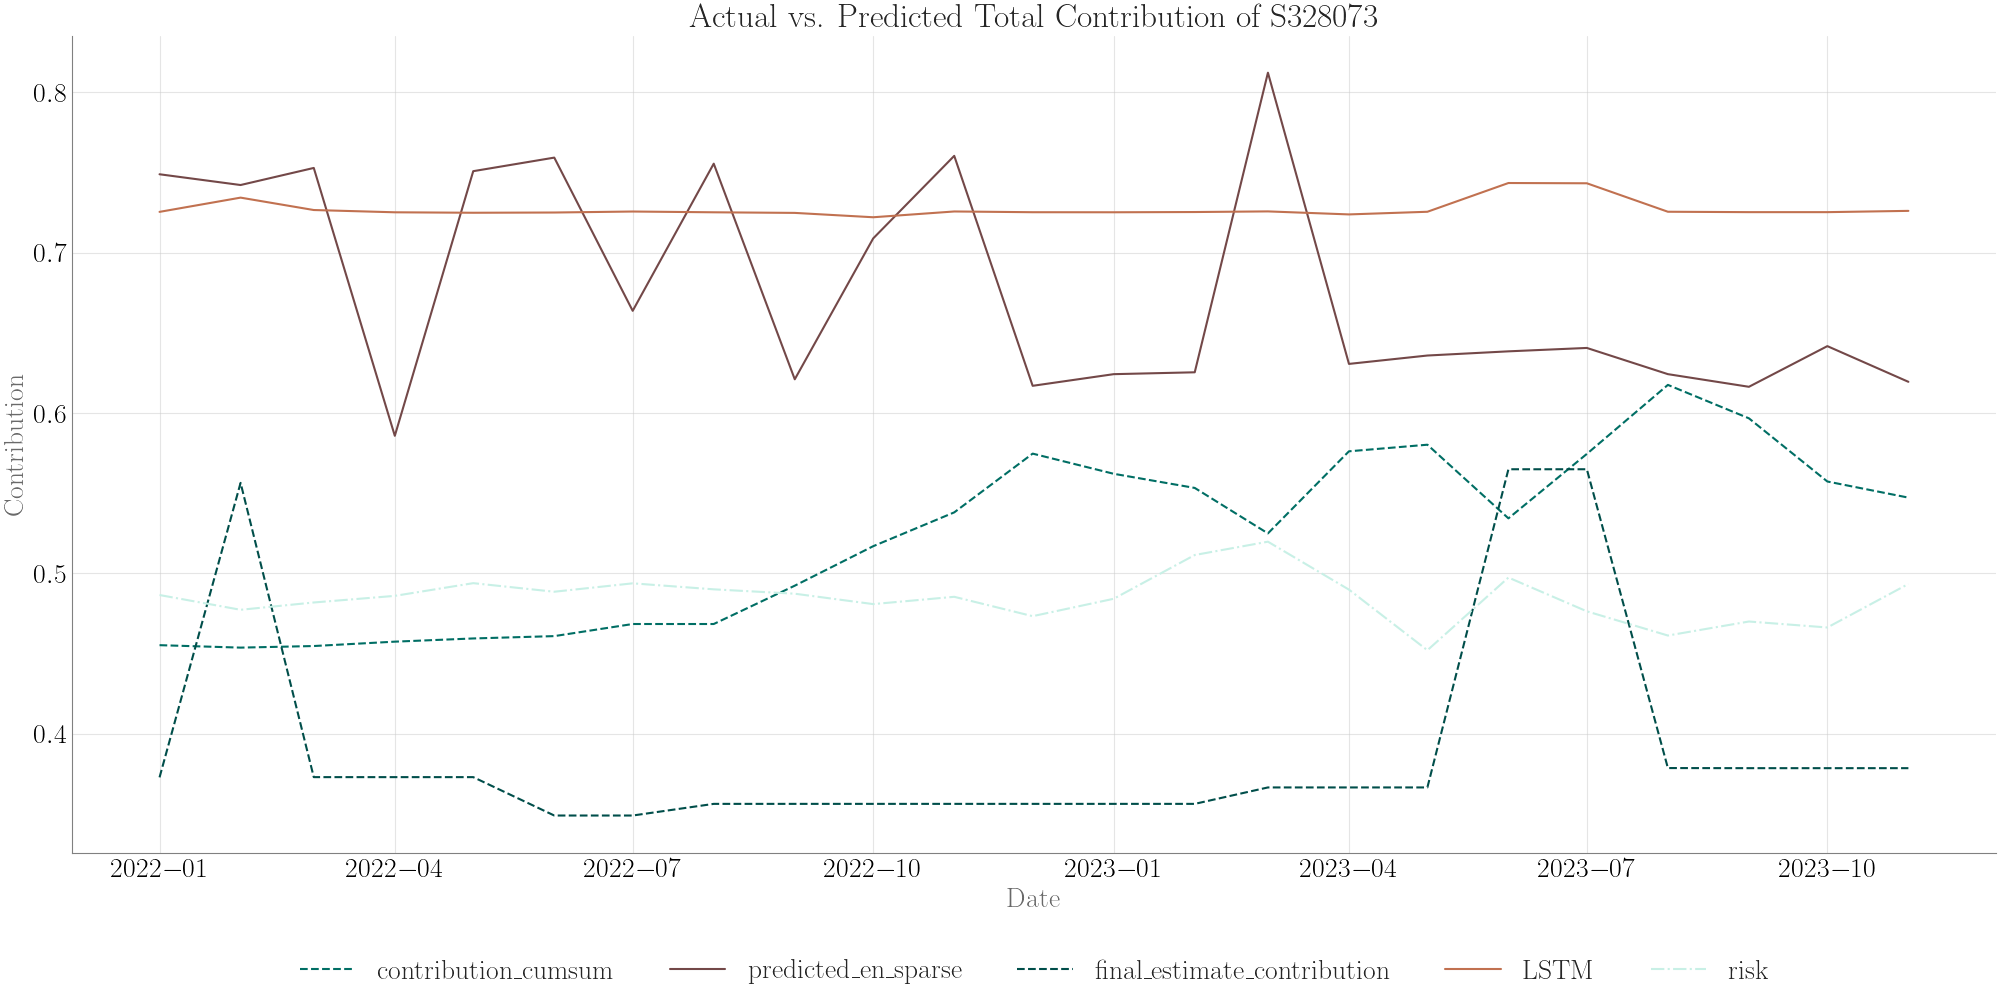 Actual vs. Predicted Total Contribution of S328073
0.8
0.7
0.6
0.5
0.4
Contribution
2022−01 2022−04 2022−07 2022−10 2023−01 2023−04 2023−07 2023−10
Date
contribution_cumsum predicted_en_sparse final_estimate_contribution LSTM risk